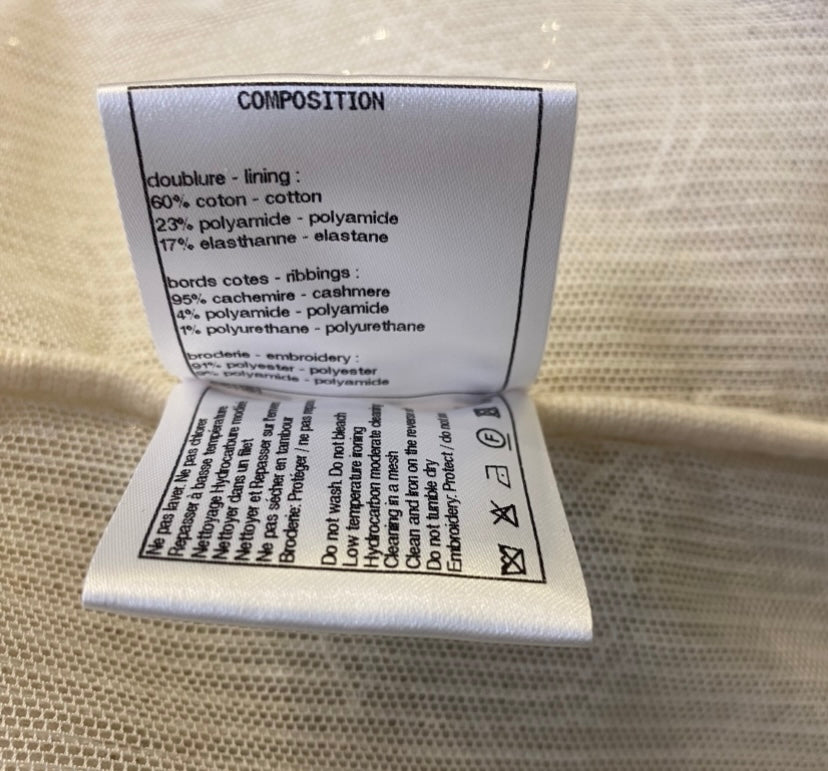 COMPOSITION
doublure - lining :
60% coton - cotton
23% polyamide - polyamide
17% elasthanne - elastane
bords cotes - ribbings :
95% cachemire - cashmere
4% polyamide - polyamide
1% polyurethane - polyurethane
broderie - embroidery :
91% polyester - polyester
9% polyamide - polyamide
Ne pas laver. Ne pas chlorer
Repasser à basse température
Nettoyage Hydrocarbure modérée
Nettoyer dans un filet
Nettoyer et Repasser sur l'envers
Ne pas sécher en tambour
Broderie: Protéger / ne pas
Do not wash. Do not bleach
Low temperature ironing
Hydrocarbon moderate cleaning
Cleaning in a mesh
Clean and Iron on the reverse
Do not tumble dry
Embroidery: Protect / do not
F